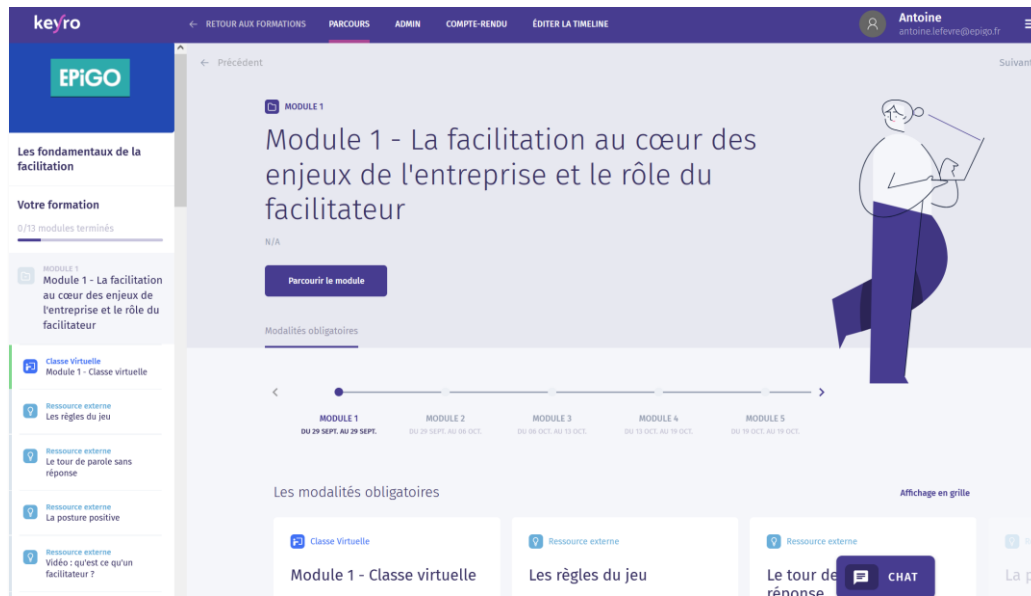 keyro
← RETOUR AUX FORMATIONS
PARCOURS
ADMIN
COMPTE-RENDU
ÉDITER LA TIMELINE
Antoine
antoine.lefevre@epigo.fr
EPiGO
Les fondamentaux de la
facilitation
Votre formation
0/13 modules terminés
MODULE 1
Module 1 - La facilitation
au cœur des enjeux de
l'entreprise et le rôle du
facilitateur
Classe Virtuelle
Module 1 - Classe virtuelle
Ressource externe
Les règles du jeu
Ressource externe
Le tour de parole sans
réponse
Ressource externe
La posture positive
Ressource externe
Vidéo : qu'est ce qu'un
facilitateur ?
← Précédent
Suivant
MODULE 1
Module 1 - La facilitation au cœur des
enjeux de l'entreprise et le rôle du
facilitateur
N/A
Parcourir le module
Modalités obligatoires
MODULE 1
DU 29 SEPT. AU 29 SEPT.
MODULE 2
DU 29 SEPT. AU 06 OCT.
MODULE 3
DU 06 OCT. AU 13 OCT.
MODULE 4
DU 13 OCT. AU 19 OCT.
MODULE 5
DU 19 OCT. AU 19 OCT.
Les modalités obligatoires
Affichage en grille
Classe Virtuelle
Module 1 - Classe virtuelle
Ressource externe
Les règles du jeu
Ressource externe
Le tour de
réponse
La p
CHAT